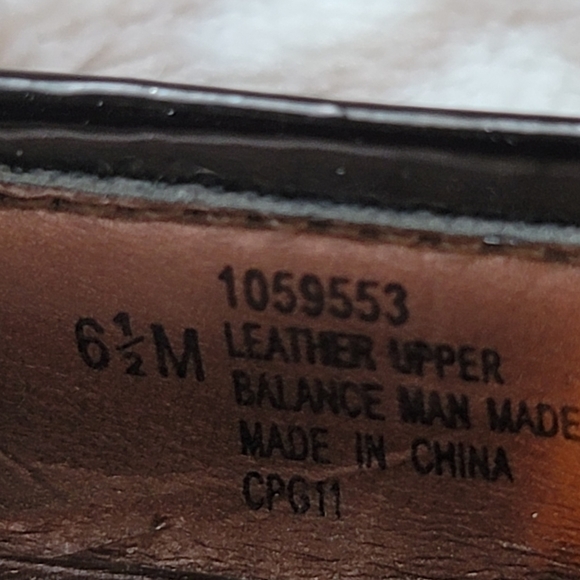 1059553
6½M
LEATHER UPPER
BALANCE MAN MADE
MADE IN CHINA
CPG11